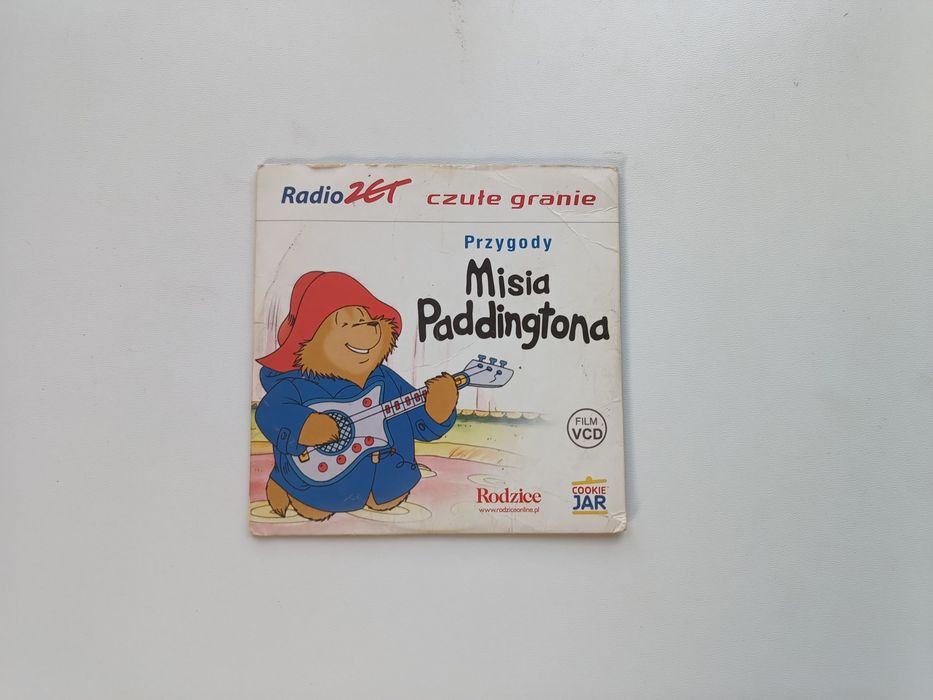 Radio ZET czułe granie
Przygody
Misia
Paddingtona
FILM
VCD
Rodzice
www.rodziceonline.pl
COOKIE
JAR